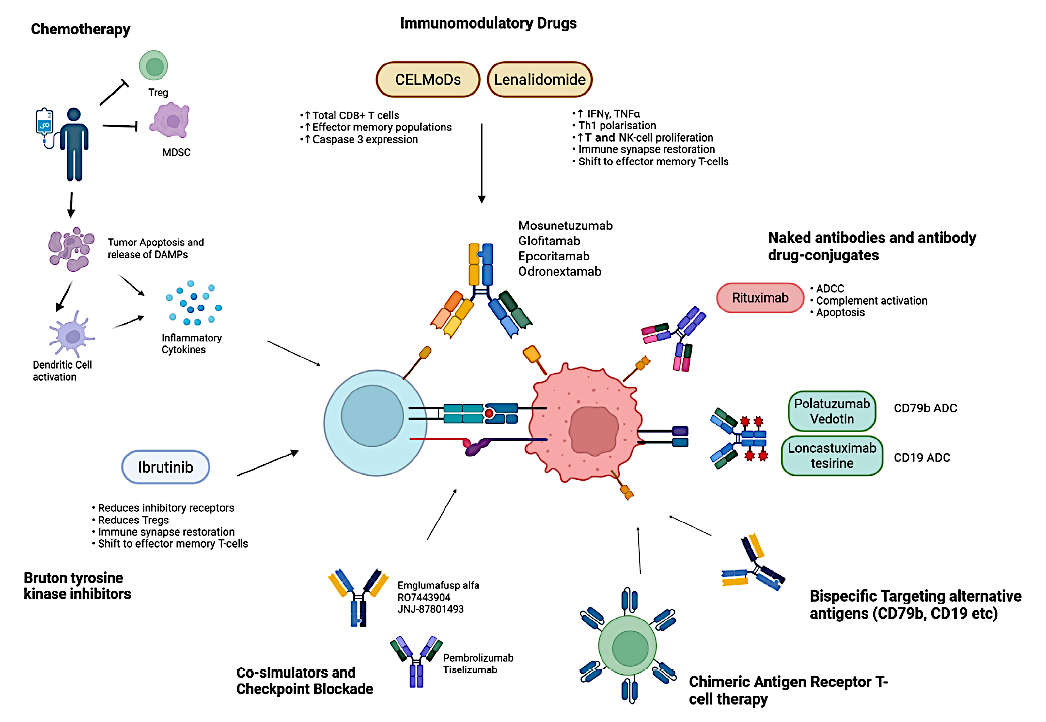 Chemotherapy
Treg
MDSC
Tumor Apoptosis and
release of DAMPs
Inflammatory
Cytokines
Dendritic Cell
activation
Immunomodulatory Drugs
CELMoDs
Lenalidomide
•↑ Total CD8+ T cells
•↑ Effector memory populations
•↑ Caspase 3 expression
•↑ IFNγ, TNFα
• Th1 polarisation
•↑T and NK-cell proliferation
• Immune synapse restoration
• Shift to effector memory T-cells
Mosunetuzumab
Glofitamab
Epcoritamab
Odronextamab
Naked antibodies and antibody
drug-conjugates
Rituximab
• ADCC
• Complement activation
• Apoptosis
Polatuzumab
Vedotin
CD79b ADC
Loncastuximab
tesirine
CD19 ADC
Ibrutinib
• Reduces inhibitory receptors
• Reduces Tregs
• Immune synapse restoration
• Shift to effector memory T-cells
Bruton tyrosine
kinase inhibitors
Emglumafusp alfa
RO7443904
JNJ-87801493
Pembrolizumab
Tiselizumab
Co-simulators and
Checkpoint Blockade
Chimeric Antigen Receptor T-
cell therapy
Bispecific Targeting alternative
antigens (CD79b, CD19 etc)